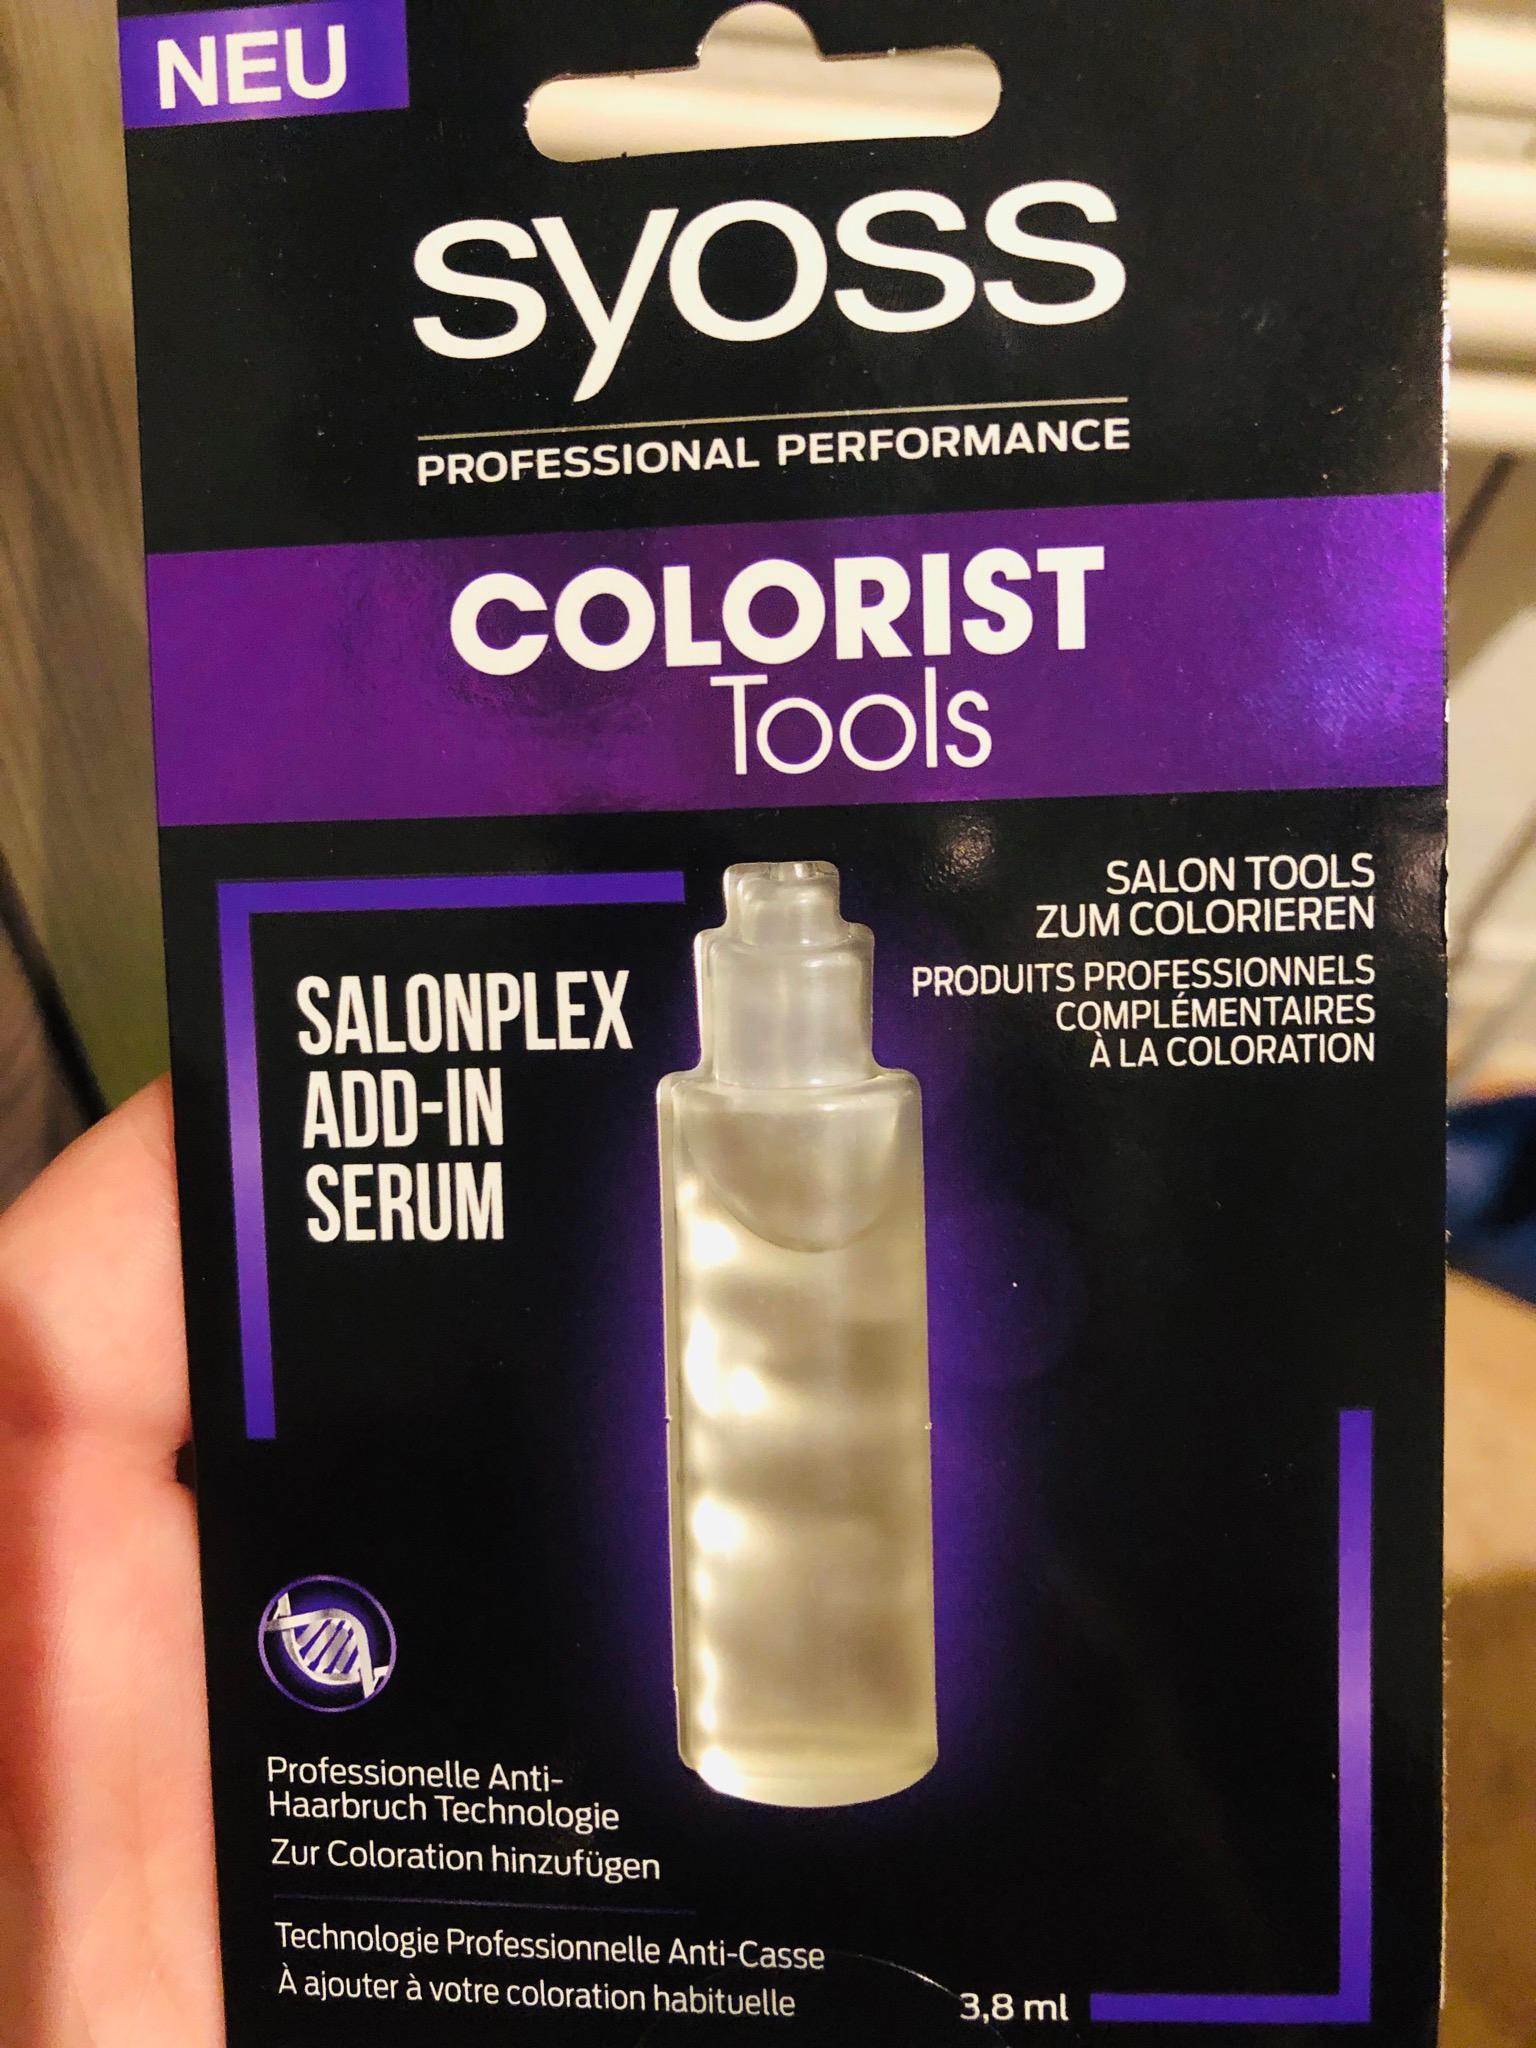 NEU
syoss
PROFESSIONAL PERFORMANCE
COLORIST
Tools
SALON TOOLS
ZUM COLORIEREN
PRODUITS PROFESSIONNELS
COMPLÉMENTAIRES
À LA COLORATION
SALONPLEX
ADD-IN
SERUM
Professionelle Anti-
Haarbruch Technologie
Zur Coloration hinzufügen
Technologie Professionnelle Anti-Casse
À ajouter à votre coloration habituelle
3,8 ml